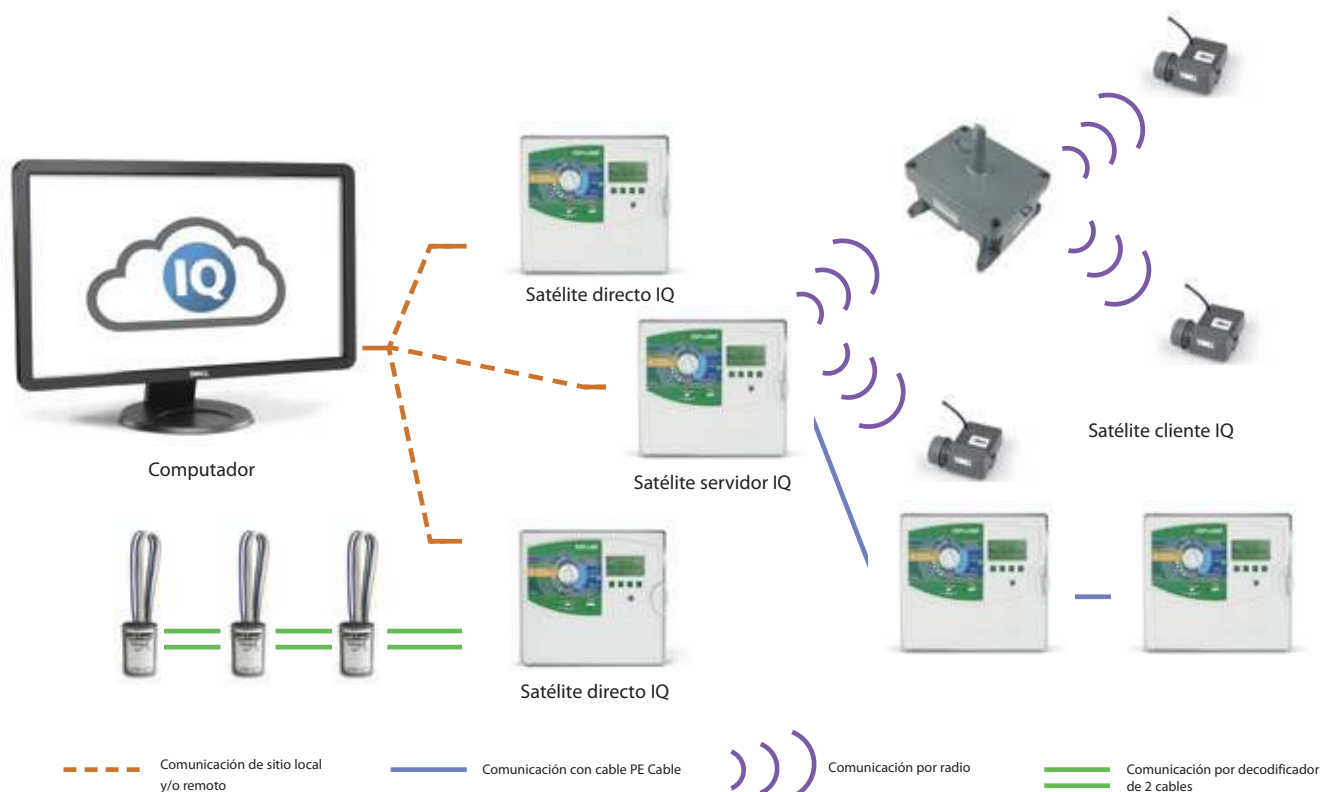 IQ
DELL
Computador
Satélite directo IQ
Satélite servidor IQ
Satélite directo IQ
Satélite cliente IQ
Comunicación de sitio local
y/o remoto
Comunicación con cable PE Cable
Comunicación por radio
Comunicación por decodificador
de 2 cables